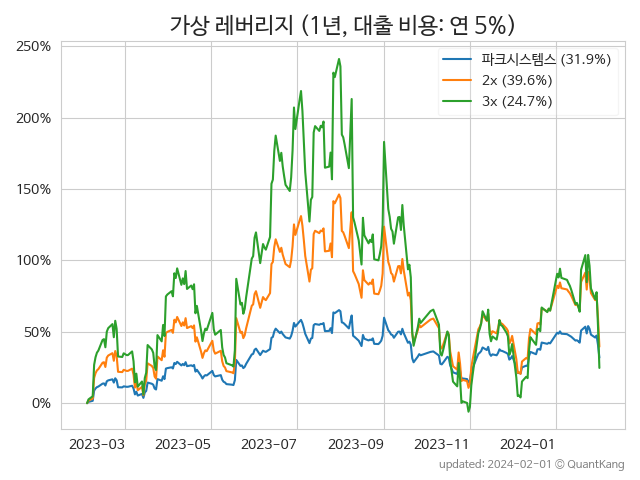 가상 레버리지 (1년, 대출 비용: 연 5%)
250%
200%
150%
100%
50%
0%
파크시스템스 (31.9%)
2x (39.6%)
3x (24.7%)
2023-03 2023-05 2023-07 2023-09 2023-11 2024-01
updated: 2024-02-01 © QuantKang